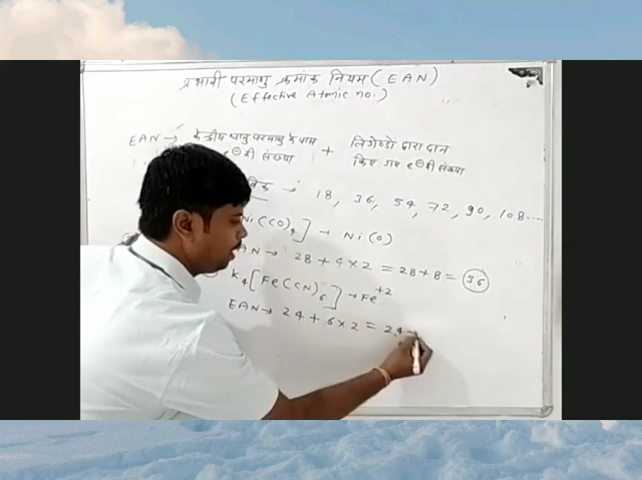 प्रभावी परमाणु क्रमांक नियम (EAN)
(Effective Atomic no.)
EAN → केन्द्रीय धातु परमाणु के पास + लिगेण्डो द्वारा दान
e⊖ की संख्या किए गए e⊖ की संख्या
18, 36, 54, 72, 90, 108 ....
Ni(CO)4] → Ni(0)
AN → 28 + 4 × 2 = 28 + 8 = 36
K4[Fe(CN)6] → Fe+2
EAN → 24 + 6 × 2 = 24